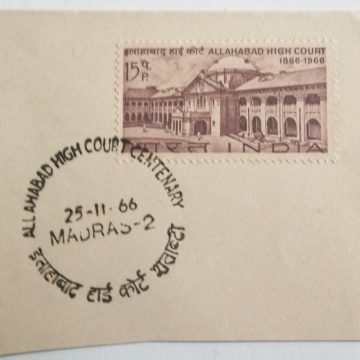 इलाहाबाद हाई कोर्ट ALLAHABAD HIGH COURT
1866-1966
15 पै.
P.
भारत INDIA
ALLAHABAD HIGH COURT CENTENARY
25-11-66
MADRAS-2
इलाहाबाद हाई कोर्ट शताब्दी